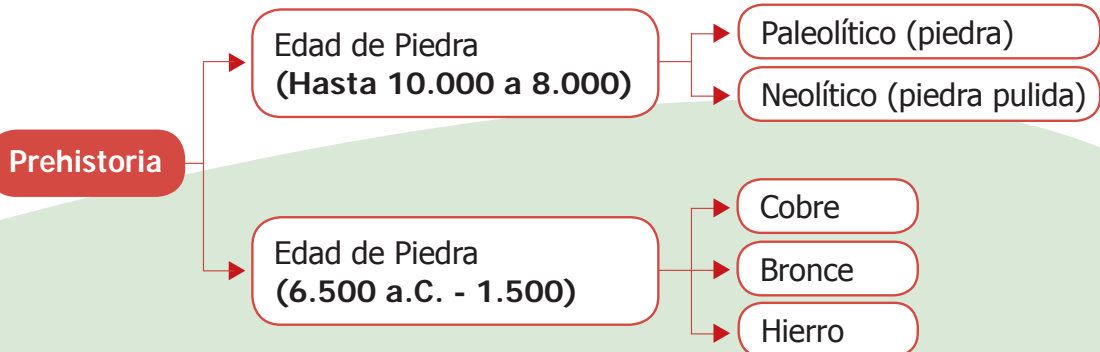 Prehistoria
Edad de Piedra
(Hasta 10.000 a 8.000)
Paleolítico (piedra)
Neolítico (piedra pulida)
Edad de Piedra
(6.500 a.C. - 1.500)
Cobre
Bronce
Hierro